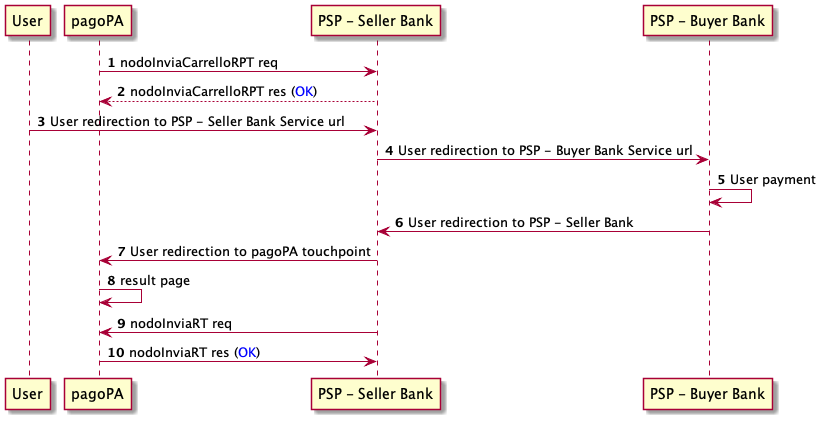 User pagoPA PSP - Seller Bank PSP - Buyer Bank
1 nodoInviaCarrelloRPT req
2 nodoInviaCarrelloRPT res (OK)
3 User redirection to PSP - Seller Bank Service url
4 User redirection to PSP - Buyer Bank Service url
5 User payment
6 User redirection to PSP - Seller Bank
7 User redirection to pagoPA touchpoint
8 result page
9 nodoInviaRT req
10 nodoInviaRT res (OK)
User pagoPA PSP - Seller Bank PSP - Buyer Bank